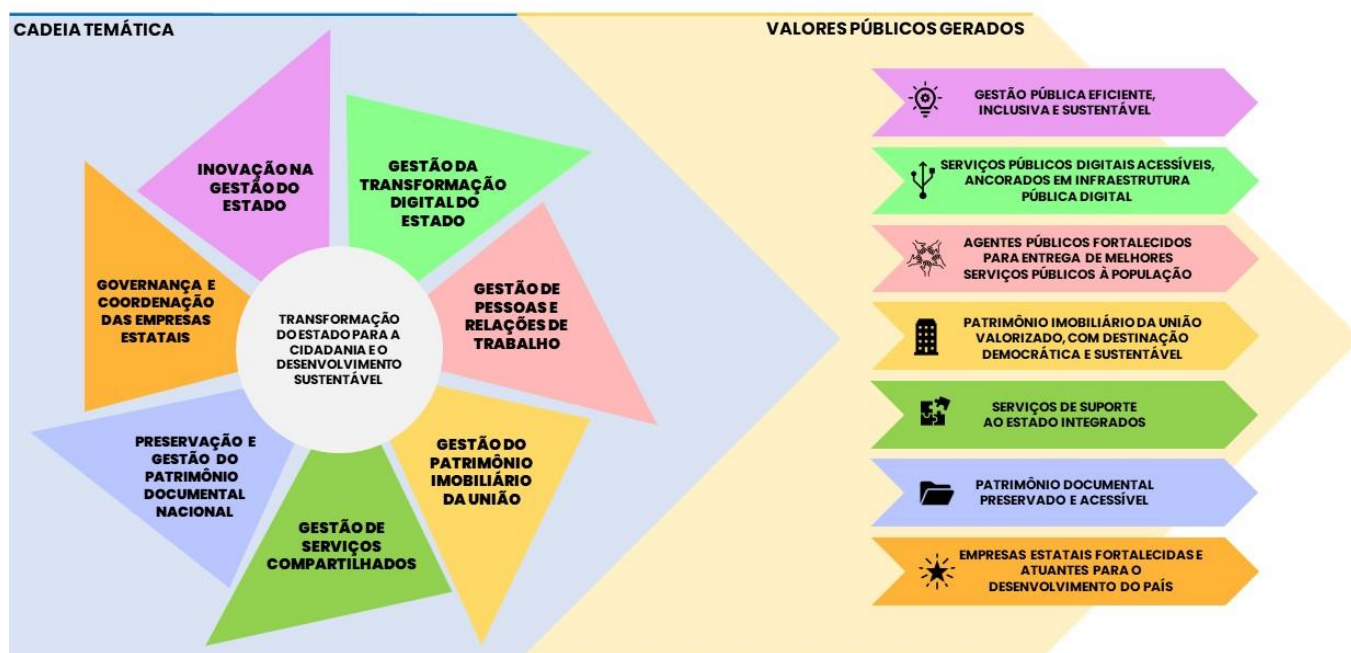 CADEIA TEMÁTICA
VALORES PÚBLICOS GERADOS
INOVAÇÃO NA
GESTÃO DO
ESTADO
GESTÃO DA
TRANSFORMAÇÃO
DIGITAL DO
ESTADO
GESTÃO DE
PESSOAS E
RELAÇÕES DE
TRABALHO
GESTÃO DO
PATRIMÔNIO
IMOBILIÁRIO
DA UNIÃO
GESTÃO DE
SERVIÇOS
COMPARTILHADOS
PRESERVAÇÃO E
GESTÃO DO
PATRIMÔNIO
DOCUMENTAL
NACIONAL
GOVERNANÇA E
COORDENAÇÃO
DAS EMPRESAS
ESTATAIS
TRANSFORMAÇÃO
DO ESTADO PARA A
CIDADANIA E O
DESENVOLVIMENTO
SUSTENTÁVEL
GESTÃO PÚBLICA EFICIENTE,
INCLUSIVA E SUSTENTÁVEL
SERVIÇOS PÚBLICOS DIGITAIS ACESSÍVEIS,
ANCORADOS EM INFRAESTRUTURA
PÚBLICA DIGITAL
AGENTES PÚBLICOS FORTALECIDOS
PARA ENTREGA DE MELHORES
SERVIÇOS PÚBLICOS À POPULAÇÃO
PATRIMÔNIO IMOBILIÁRIO DA UNIÃO
VALORIZADO, COM DESTINAÇÃO
DEMOCRÁTICA E SUSTENTÁVEL
SERVIÇOS DE SUPORTE
AO ESTADO INTEGRADOS
PATRIMÔNIO DOCUMENTAL
PRESERVADO E ACESSÍVEL
EMPRESAS ESTATAIS FORTALECIDAS E
ATUANTES PARA O
DESENVOLVIMENTO DO PAÍS